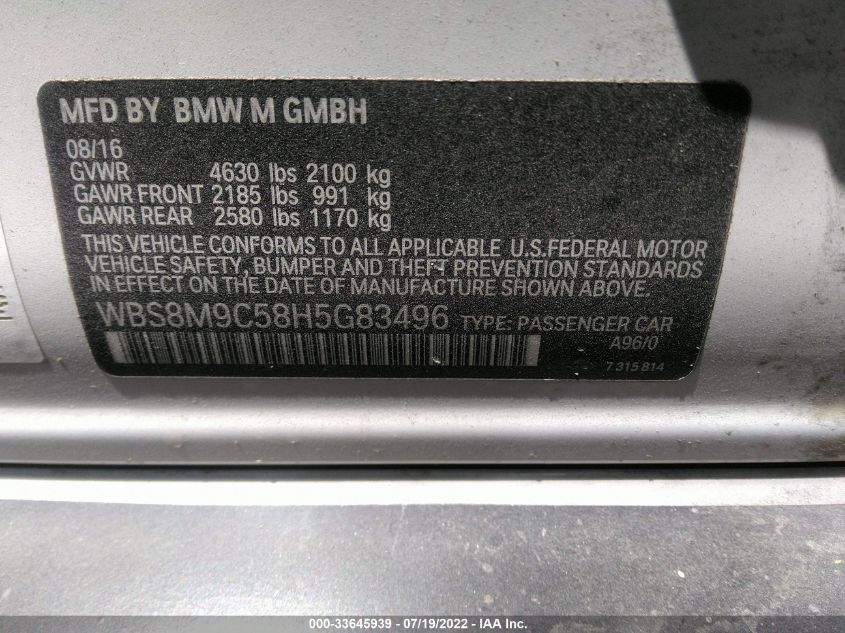 MFD BY BMW M GMBH
08/16
GVWR 4630 lbs 2100 kg
GAWR FRONT 2185 lbs 991 kg
GAWR REAR 2580 lbs 1170 kg
THIS VEHICLE CONFORMS TO ALL APPLICABLE U.S.FEDERAL MOTOR
VEHICLE SAFETY, BUMPER AND THEFT PREVENTION STANDARDS
IN EFFECT ON THE DATE OF MANUFACTURE SHOWN ABOVE.
WBS8M9C58H5G83496 TYPE: PASSENGER CAR
A96/0
7 315 814
000-33645939 / 07/19/2022 - IAA Inc.